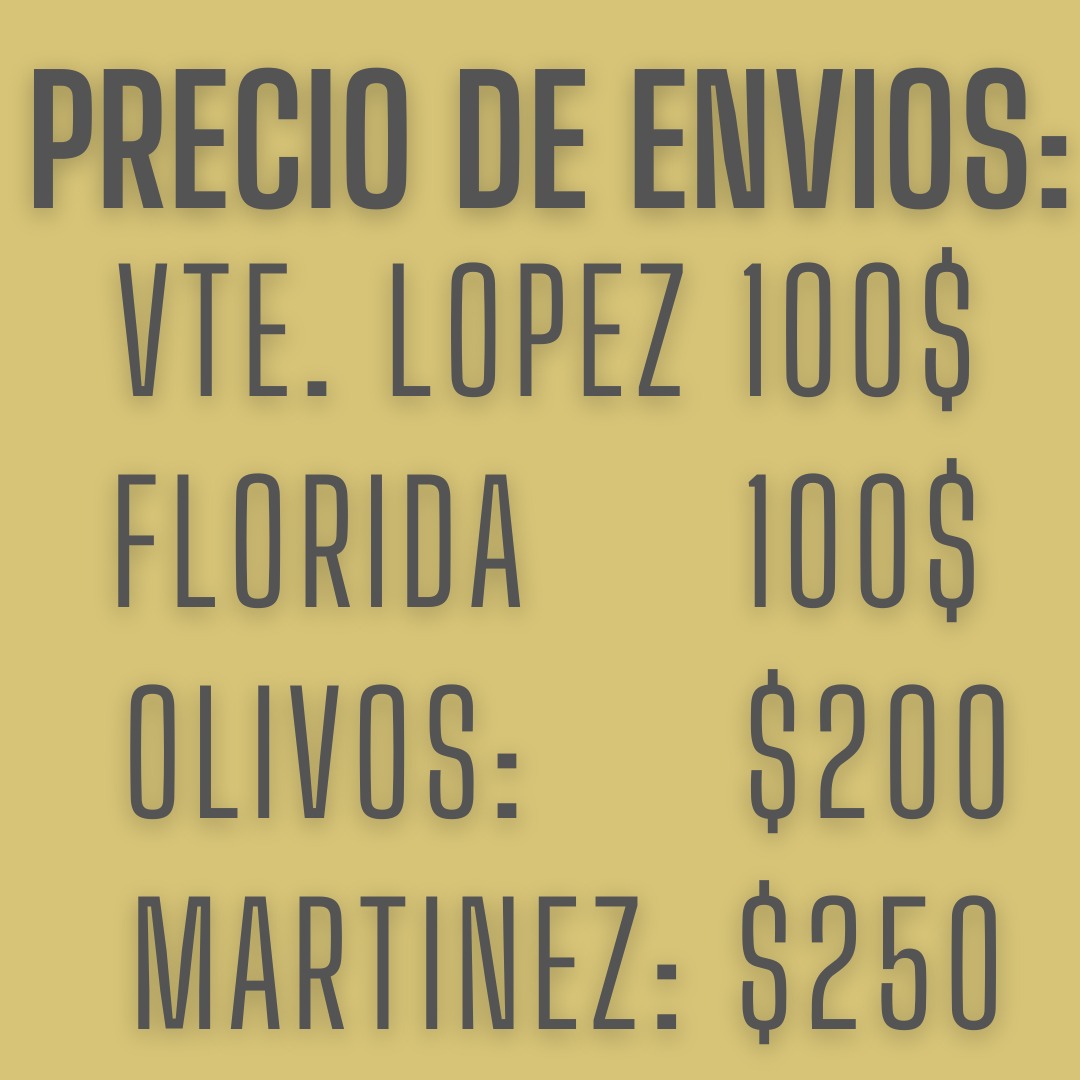 PRECIO DE ENVIOS:
VTE. LOPEZ 100$
FLORIDA 100$
OLIVOS: $200
MARTINEZ: $250